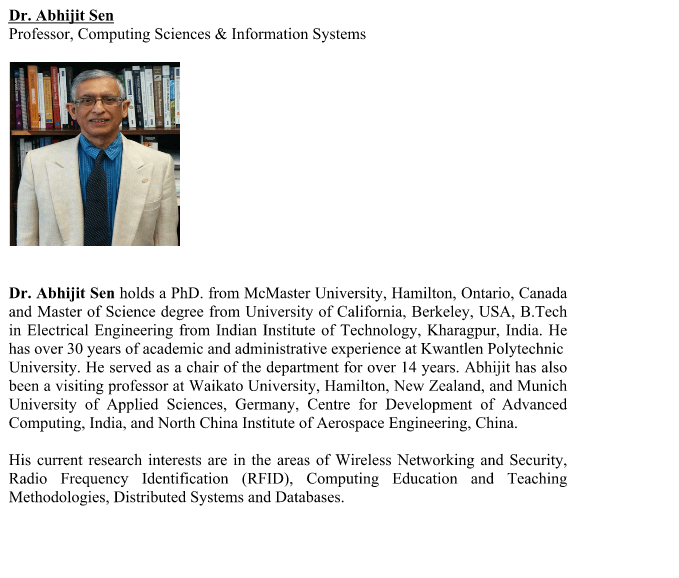 Dr. Abhijit Sen
Professor, Computing Sciences & Information Systems
Dr. Abhijit Sen holds a PhD. from McMaster University, Hamilton, Ontario, Canada
and Master of Science degree from University of California, Berkeley, USA, B.Tech
in Electrical Engineering from Indian Institute of Technology, Kharagpur, India. He
has over 30 years of academic and administrative experience at Kwantlen Polytechnic
University. He served as a chair of the department for over 14 years. Abhijit has also
been a visiting professor at Waikato University, Hamilton, New Zealand, and Munich
University of Applied Sciences, Germany, Centre for Development of Advanced
Computing, India, and North China Institute of Aerospace Engineering, China.
His current research interests are in the areas of Wireless Networking and Security,
Radio Frequency Identification (RFID), Computing Education and Teaching
Methodologies, Distributed Systems and Databases.